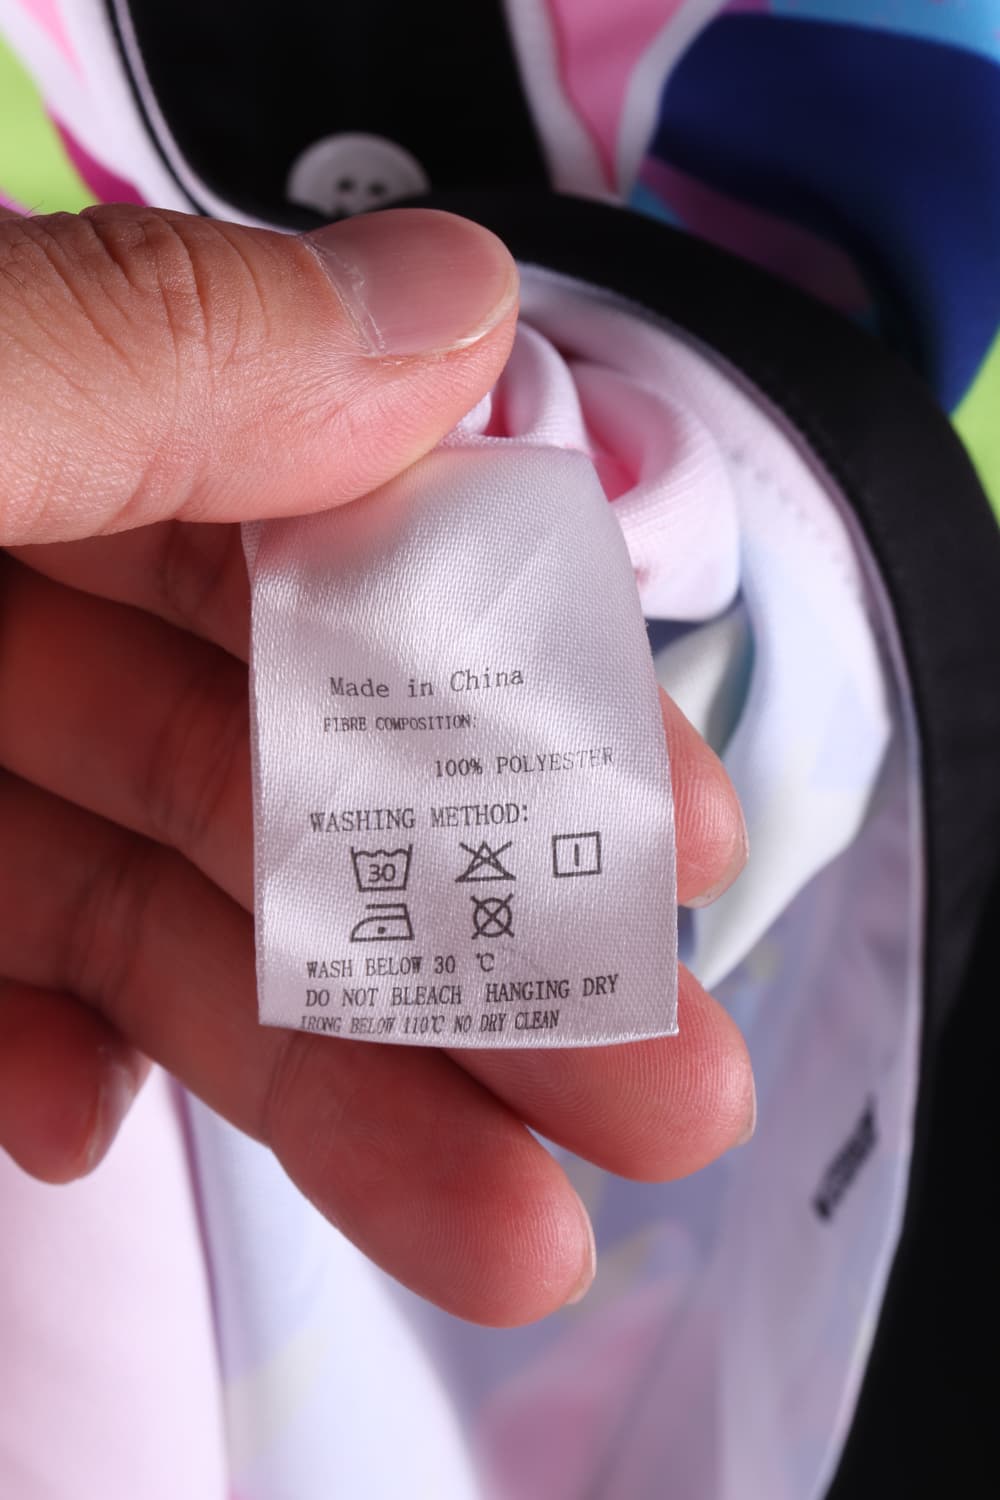 Made in China
FIBRE COMPOSITION:
100% POLYESTER
WASHING METHOD:
30
WASH BELOW 30 ℃
DO NOT BLEACH HANGING DRY
IRONG BELOW 110℃ NO DRY CLEAN